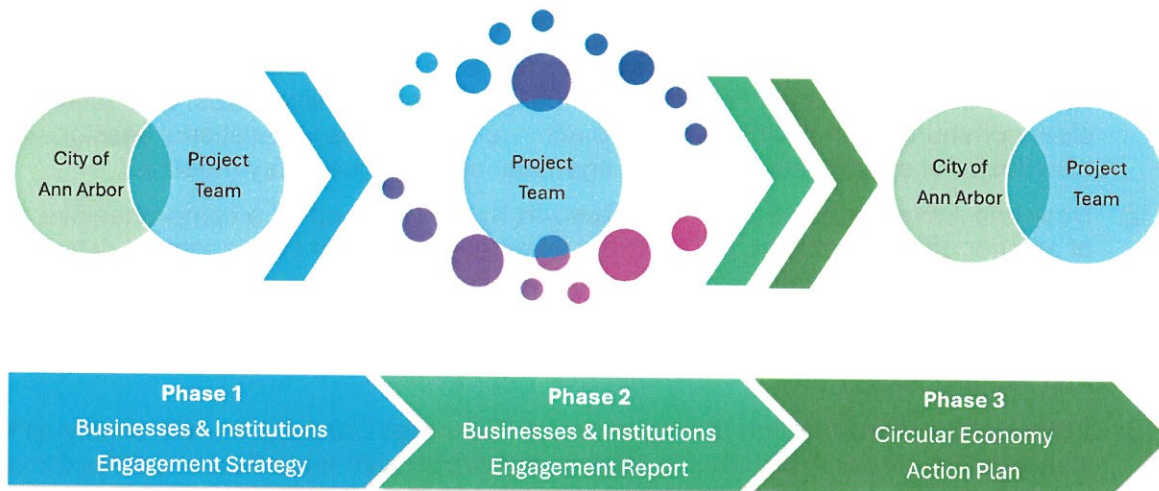 City of
Ann Arbor
Project
Team
Project
Team
City of
Ann Arbor
Project
Team
Phase 1
Businesses & Institutions
Engagement Strategy
Phase 2
Businesses & Institutions
Engagement Report
Phase 3
Circular Economy
Action Plan